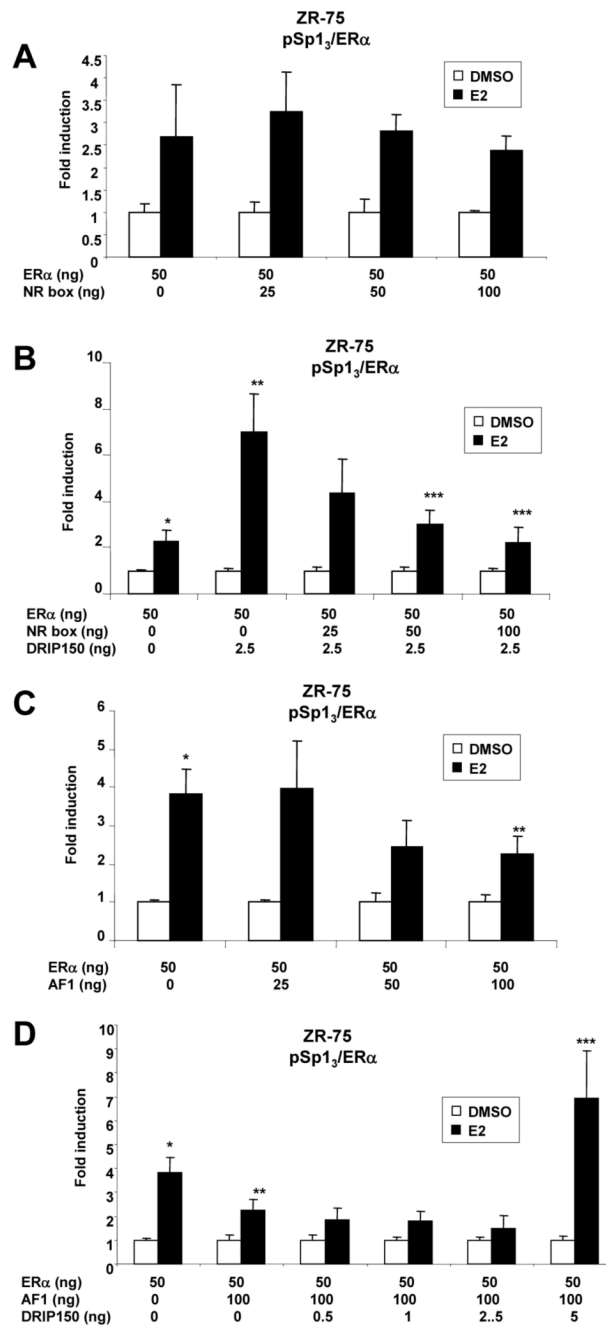 A
ZR-75
pSp1₃/ERα
Fold induction
4.5
4
3.5
3
2.5
2
1.5
1
0.5
0
DMSO
E2
ERα (ng) 50 50 50 50
NR box (ng) 0 25 50 100
B
ZR-75
pSp1₃/ERα
Fold induction
10
8
6
4
2
0
* ** *** ***
DMSO
E2
ERα (ng) 50 50 50 50 50
NR box (ng) 0 0 25 50 100
DRIP150 (ng) 0 2.5 2.5 2.5 2.5
C
ZR-75
pSp1₃/ERα
Fold induction
6
5
4
3
2
1
0
* **
DMSO
E2
ERα (ng) 50 50 50 50
AF1 (ng) 0 25 50 100
D
ZR-75
pSp1₃/ERα
Fold induction
10
9
8
7
6
5
4
3
2
1
0
* ** ***
DMSO
E2
ERα (ng) 50 50 50 50 50 50
AF1 (ng) 0 100 100 100 100 100
DRIP150 (ng) 0 0 0.5 1 2..5 5